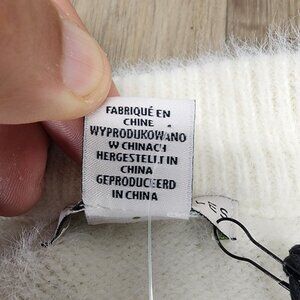 FABRIQUÉ EN
CHINE
WYPRODUKOWANO
W CHINACH
HERGESTELLT IN
CHINA
GEPRODUCEERD
IN CHINA